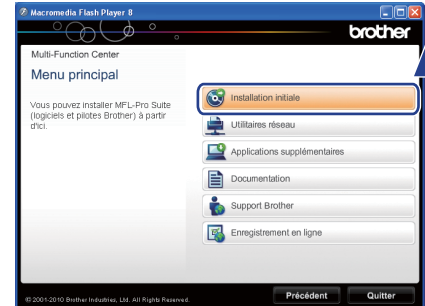 Macromedia Flash Player 8
brother
Multi-Function Center
Menu principal
Vous pouvez installer MFL-Pro Suite
(logiciels et pilotes Brother) à partir
d'ici.
Installation initiale
Utilitaires réseau
Applications supplémentaires
Documentation
Support Brother
Enregistrement en ligne
© 2001-2010 Brother Industries, Ltd. All Rights Reserved.
Précédent
Quitter